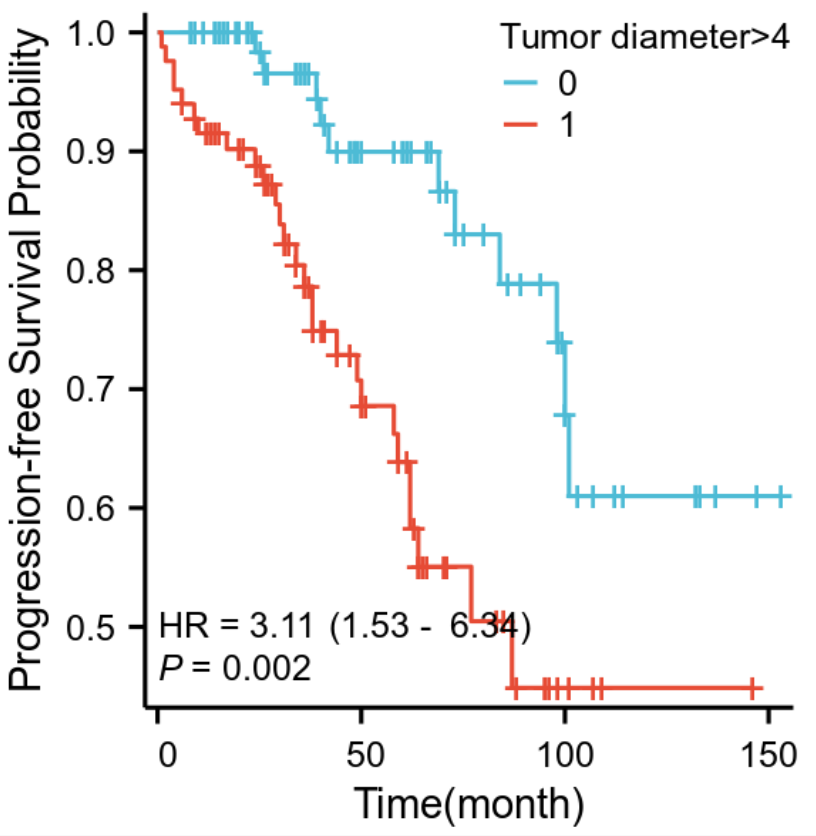 Progression-free Survival Probability
1.0
0.9
0.8
0.7
0.6
0.5
Tumor diameter>4
0
1
HR = 3.11 (1.53 - 6.34)
P = 0.002
0 50 100 150
Time(month)